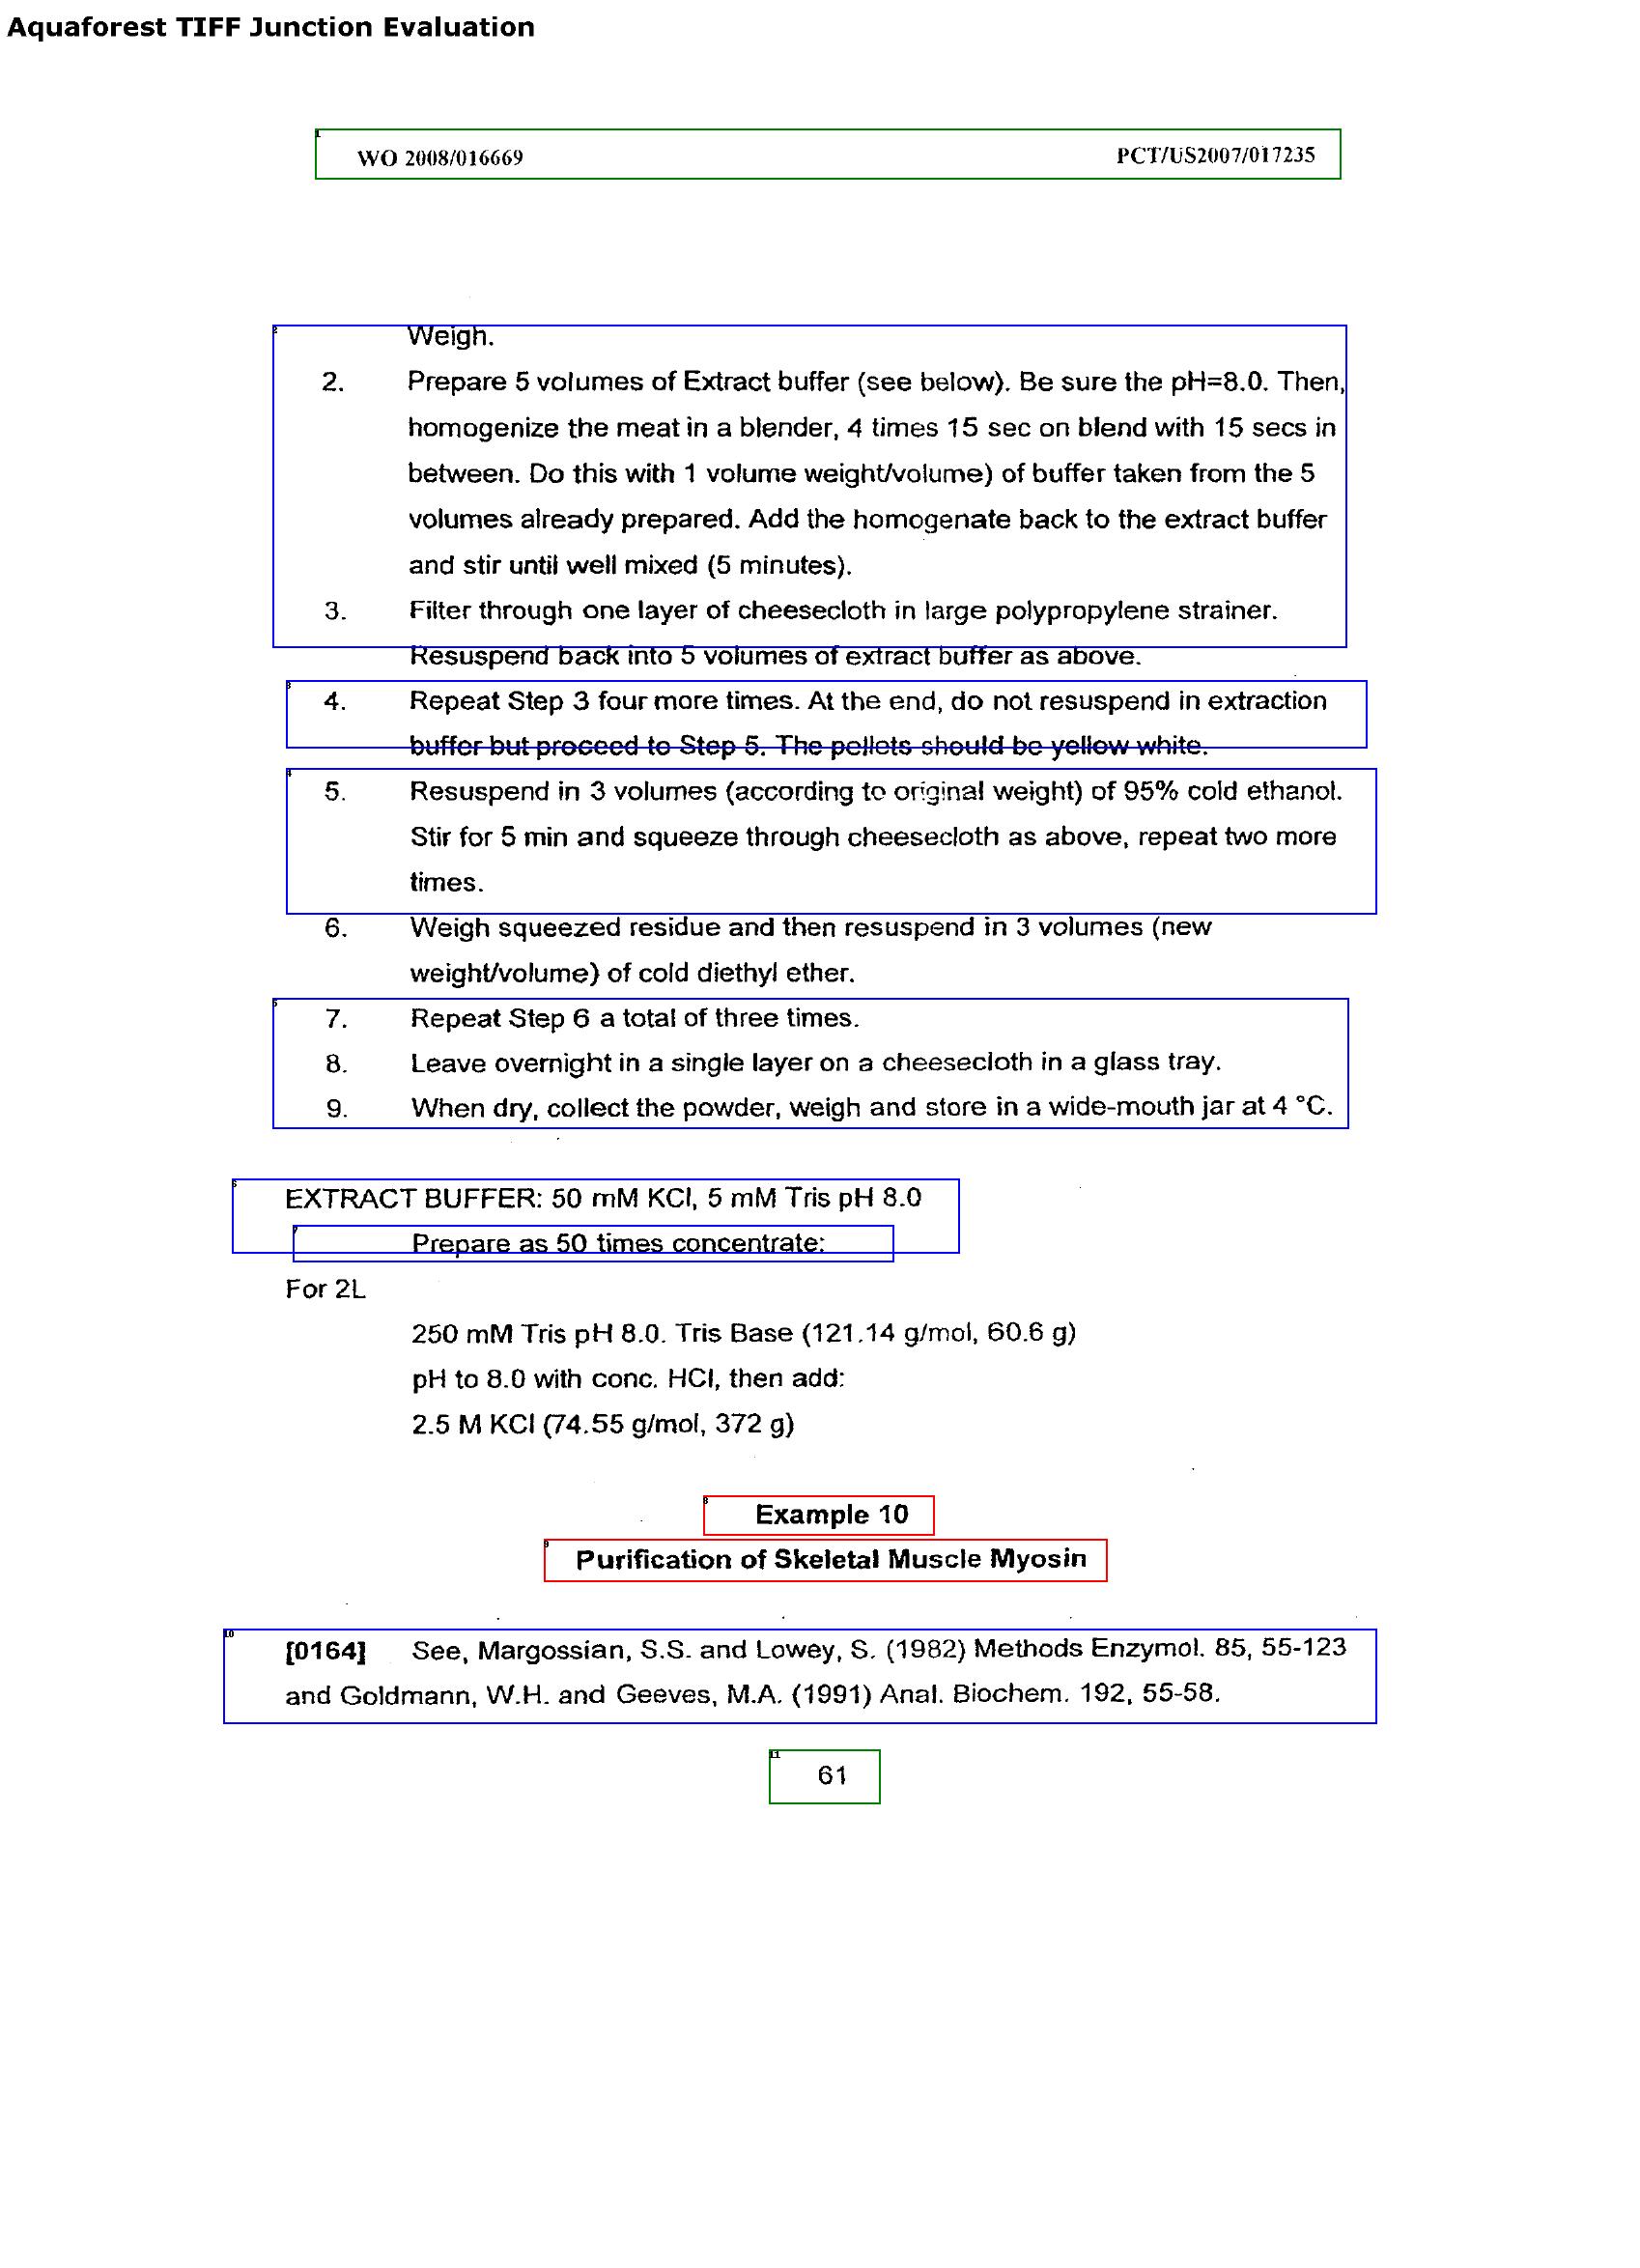 Aquaforest TIFF Junction Evaluation
1
WO 2008/016669 PCT/US2007/017235
2
Weigh.
2. Prepare 5 volumes of Extract buffer (see below). Be sure the pH=8.0. Then,
homogenize the meat in a blender, 4 times 15 sec on blend with 15 secs in
between. Do this with 1 volume weight/volume) of buffer taken from the 5
volumes already prepared. Add the homogenate back to the extract buffer
and stir until well mixed (5 minutes).
3. Filter through one layer of cheesecloth in large polypropylene strainer.
Resuspend back into 5 volumes of extract buffer as above.
3
4. Repeat Step 3 four more times. At the end, do not resuspend in extraction
buffer but proceed to Step 5. The pellets should be yellow white.
4
5. Resuspend in 3 volumes (according to original weight) of 95% cold ethanol.
Stir for 5 min and squeeze through cheesecloth as above, repeat two more
times.
6. Weigh squeezed residue and then resuspend in 3 volumes (new
weight/volume) of cold diethyl ether.
5
7. Repeat Step 6 a total of three times.
8. Leave overnight in a single layer on a cheesecloth in a glass tray.
9. When dry, collect the powder, weigh and store in a wide-mouth jar at 4 °C.
6
EXTRACT BUFFER: 50 mM KCl, 5 mM Tris pH 8.0
7
Prepare as 50 times concentrate:
For 2L
250 mM Tris pH 8.0. Tris Base (121.14 g/mol, 60.6 g)
pH to 8.0 with conc. HCl, then add:
2.5 M KCl (74.55 g/mol, 372 g)
8
Example 10
9
Purification of Skeletal Muscle Myosin
10
[0164] See, Margossian, S.S. and Lowey, S. (1982) Methods Enzymol. 85, 55-123
and Goldmann, W.H. and Geeves, M.A. (1991) Anal. Biochem. 192, 55-58.
11
61